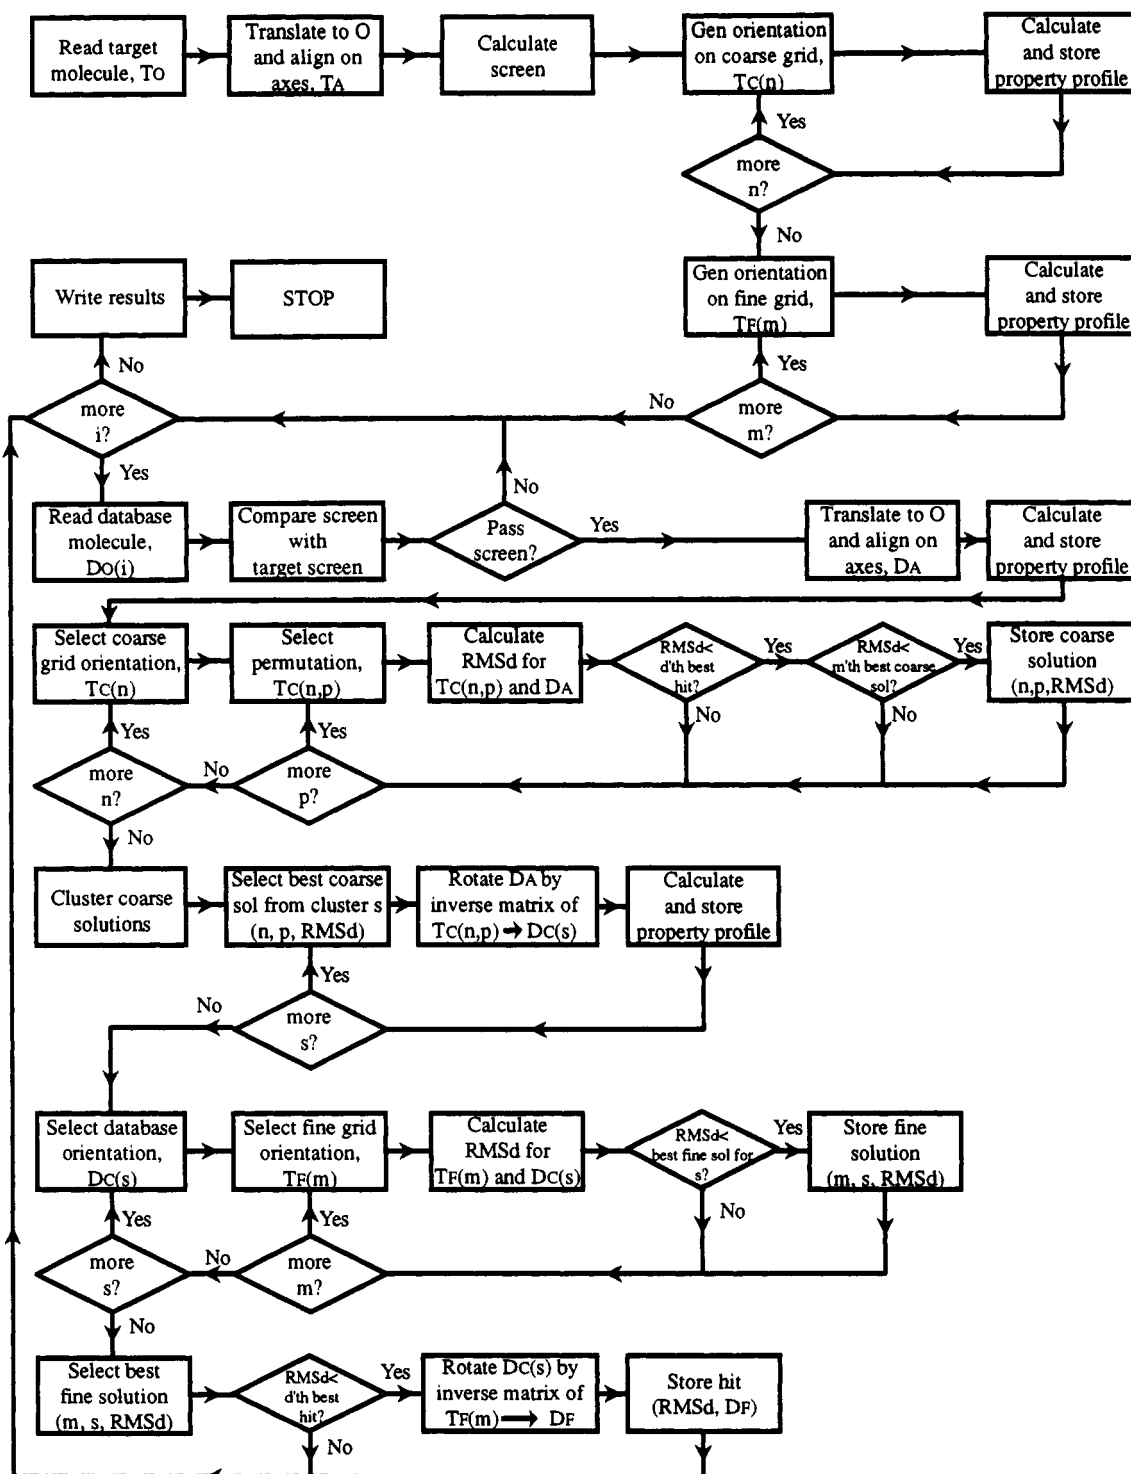 Read target
molecule, TO
Translate to O
and align on
axes, TA
Calculate
screen
Gen orientation
on coarse grid,
TC(n)
Calculate
and store
property profile
Yes
more
n?
No
Write results
STOP
Gen orientation
on fine grid,
TF(m)
Calculate
and store
property profile
No
Yes
more
i?
No
more
m?
Yes
No
Read database
molecule,
DO(i)
Compare screen
with
target screen
Pass
screen?
Yes
Translate to O
and align on
axes, DA
Calculate
and store
property profile
Select coarse
grid orientation,
TC(n)
Select
permutation,
TC(n,p)
Calculate
RMSd for
TC(n,p) and DA
RMSd<
d'th best
hit?
Yes
RMSd<
m'th best coarse
sol?
Yes
Store coarse
solution
(n,p,RMSd)
Yes
Yes
No
No
more
n?
No
more
p?
No
Cluster coarse
solutions
Select best coarse
sol from cluster s
(n, p, RMSd)
Rotate DA by
inverse matrix of
TC(n,p) → DC(s)
Calculate
and store
property profile
Yes
No
more
s?
Select database
orientation,
DC(s)
Select fine grid
orientation,
TF(m)
Calculate
RMSd for
TF(m) and DC(s)
RMSd<
best fine sol for
s?
Yes
Store fine
solution
(m, s, RMSd)
Yes
Yes
No
more
s?
No
more
m?
No
Select best
fine solution
(m, s, RMSd)
RMSd<
d'th best
hit?
Yes
Rotate DC(s) by
inverse matrix of
TF(m) → DF
Store hit
(RMSd, DF)
No